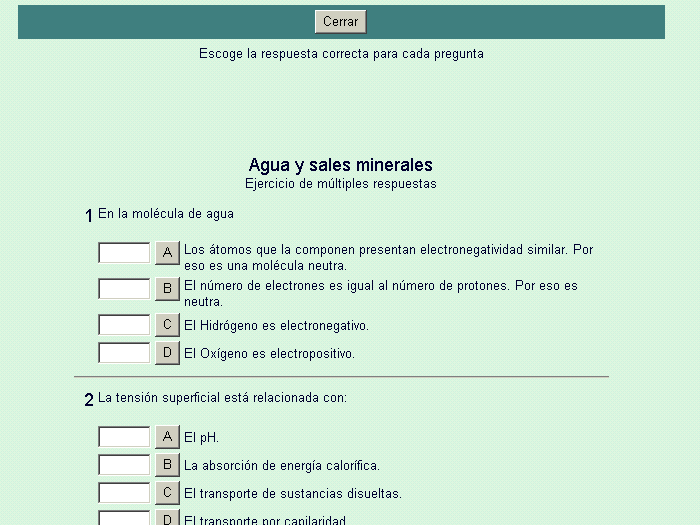 Cerrar
Escoge la respuesta correcta para cada pregunta
Agua y sales minerales
Ejercicio de múltiples respuestas
1 En la molécula de agua
A Los átomos que la componen presentan electronegatividad similar. Por
eso es una molécula neutra.
B El número de electrones es igual al número de protones. Por eso es
neutra.
C El Hidrógeno es electronegativo.
D El Oxígeno es electropositivo.
2 La tensión superficial está relacionada con:
A El pH.
B La absorción de energía calorífica.
C El transporte de sustancias disueltas.
D El transporte por capilaridad